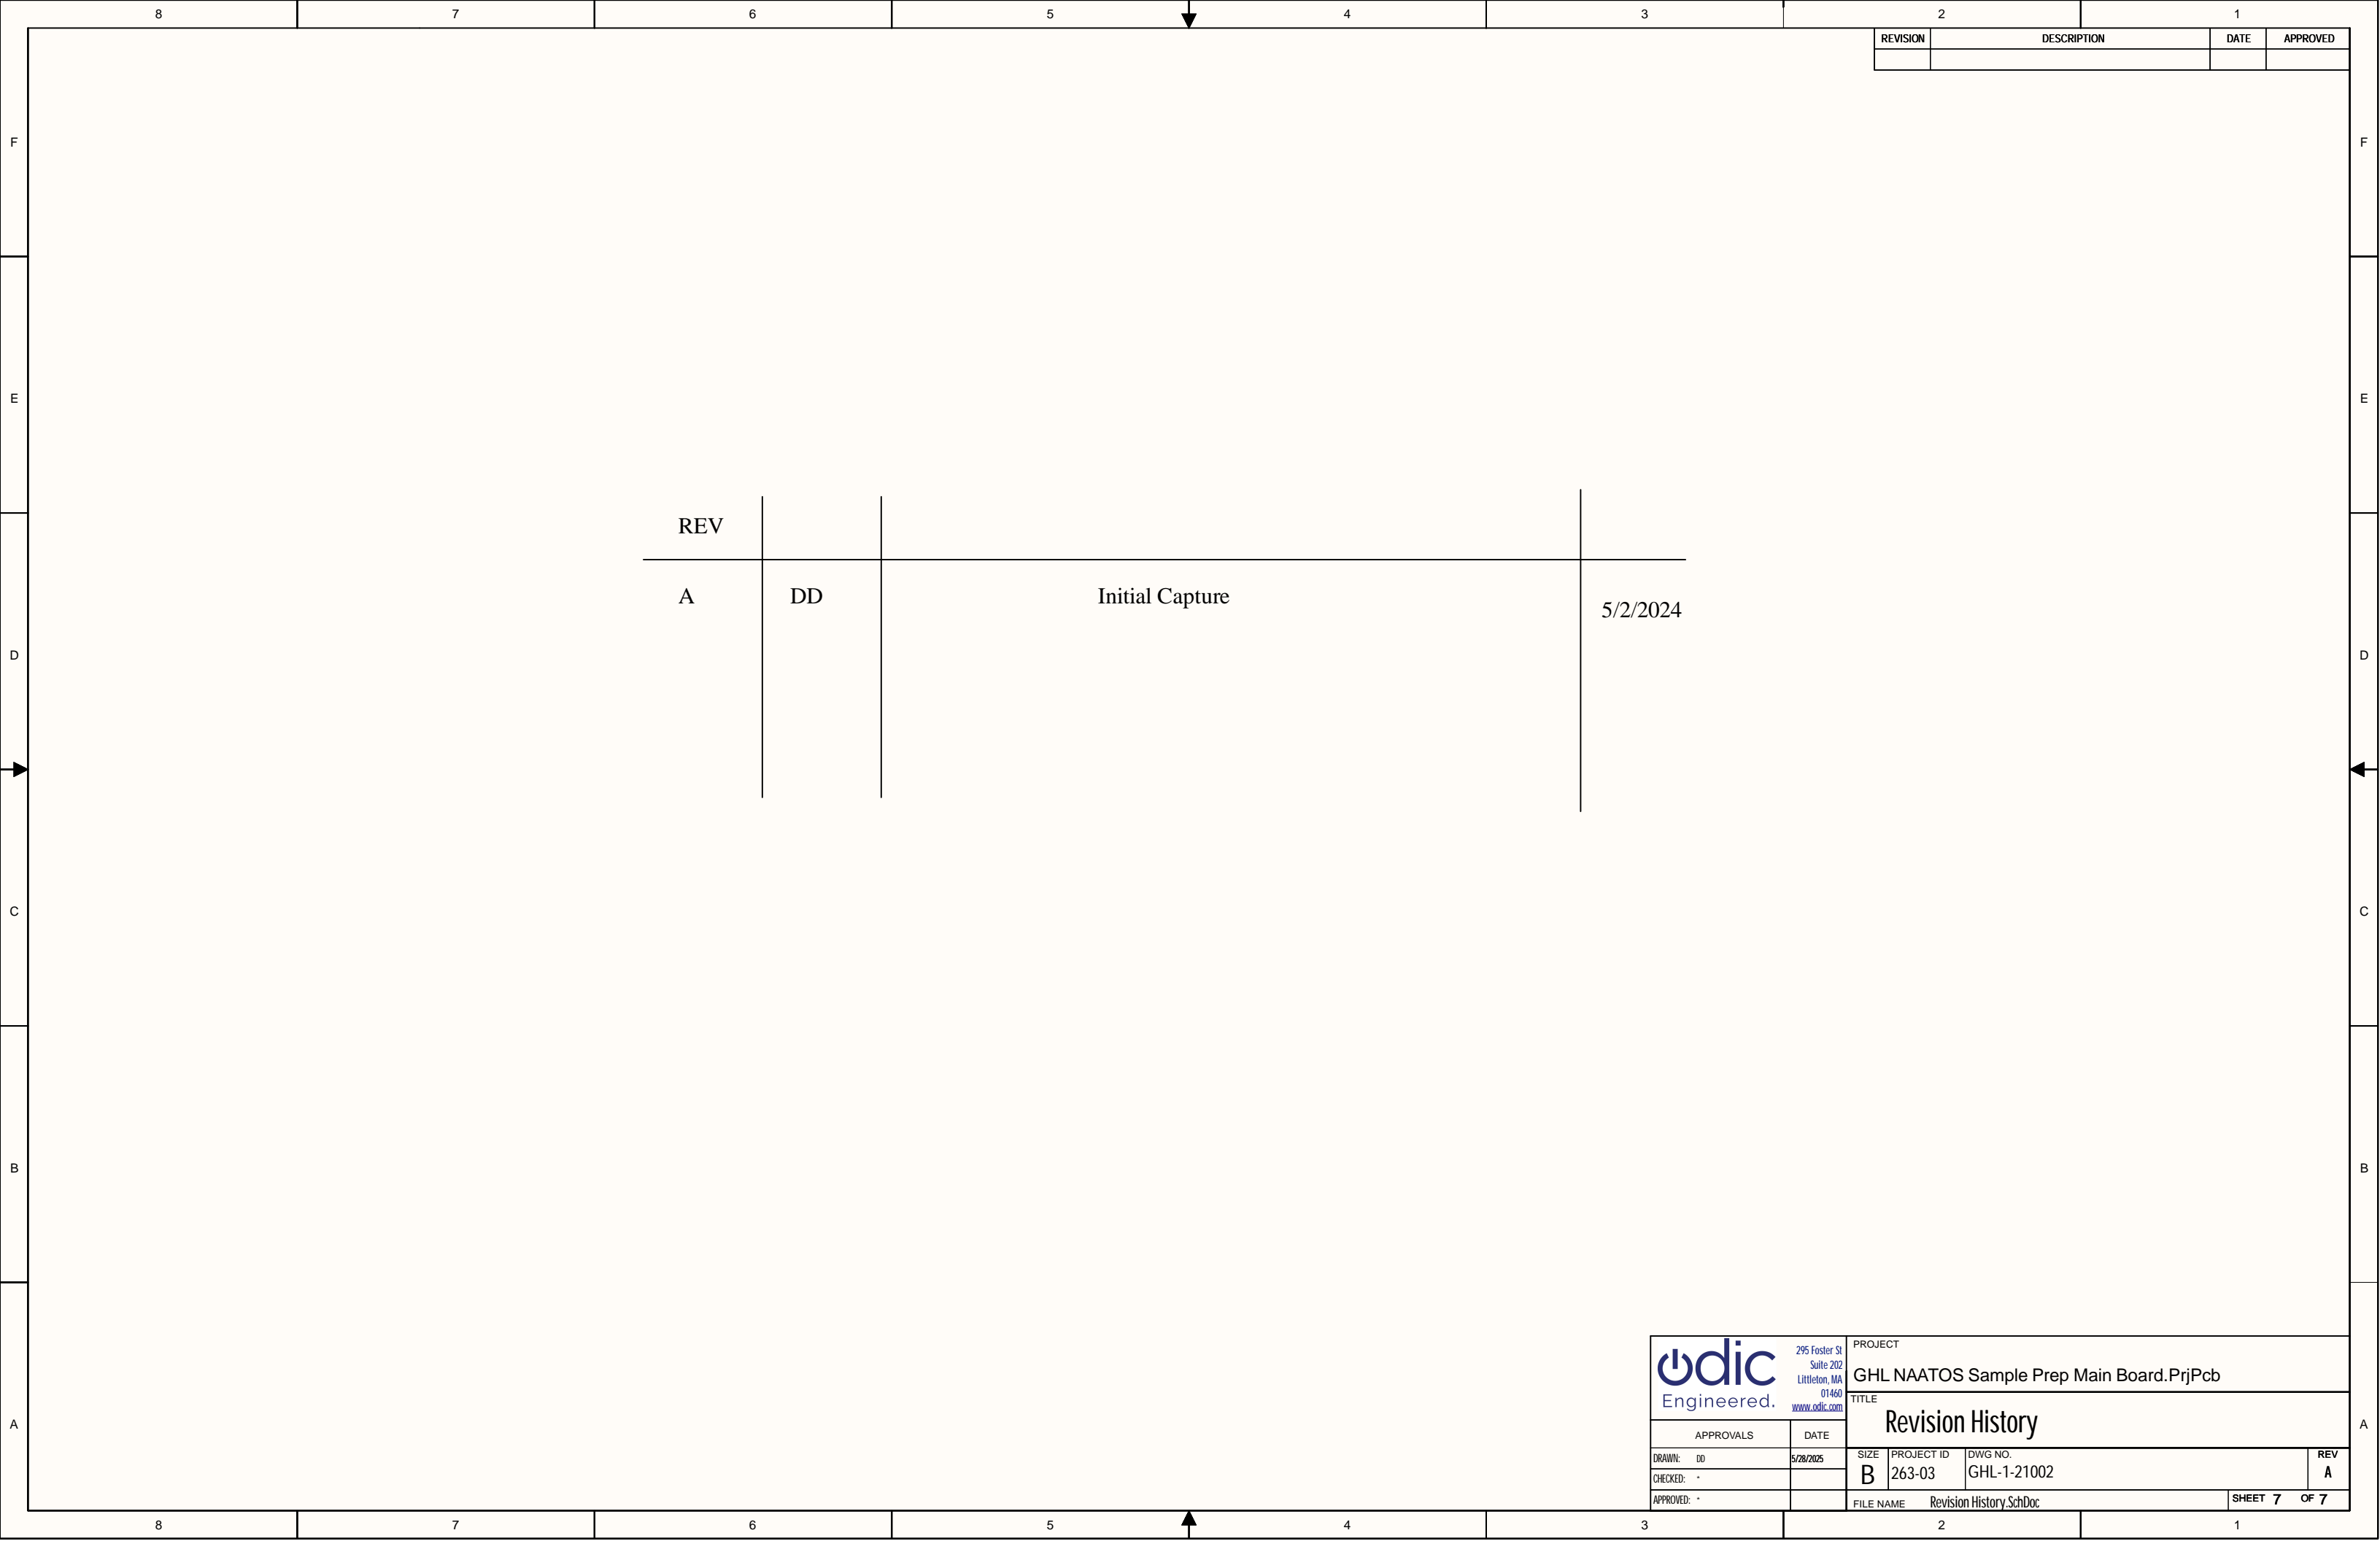 8 7 6 5 4 3 2 1
REVISION DESCRIPTION DATE APPROVED
F F
E E
REV
A DD Initial Capture 5/2/2024
D D
C C
B B
odic
Engineered.
295 Foster St
Suite 202
Littleton, MA
01460
www.odic.com
PROJECT
GHL NAATOS Sample Prep Main Board.PrjPcb
TITLE
Revision History
A A
APPROVALS DATE
DRAWN: DD 5/28/2025
CHECKED: *
APPROVED: *
SIZE PROJECT ID DWG NO. REV
B 263-03 GHL-1-21002 A
FILE NAME Revision History.SchDoc SHEET 7 OF 7
8 7 6 5 4 3 2 1